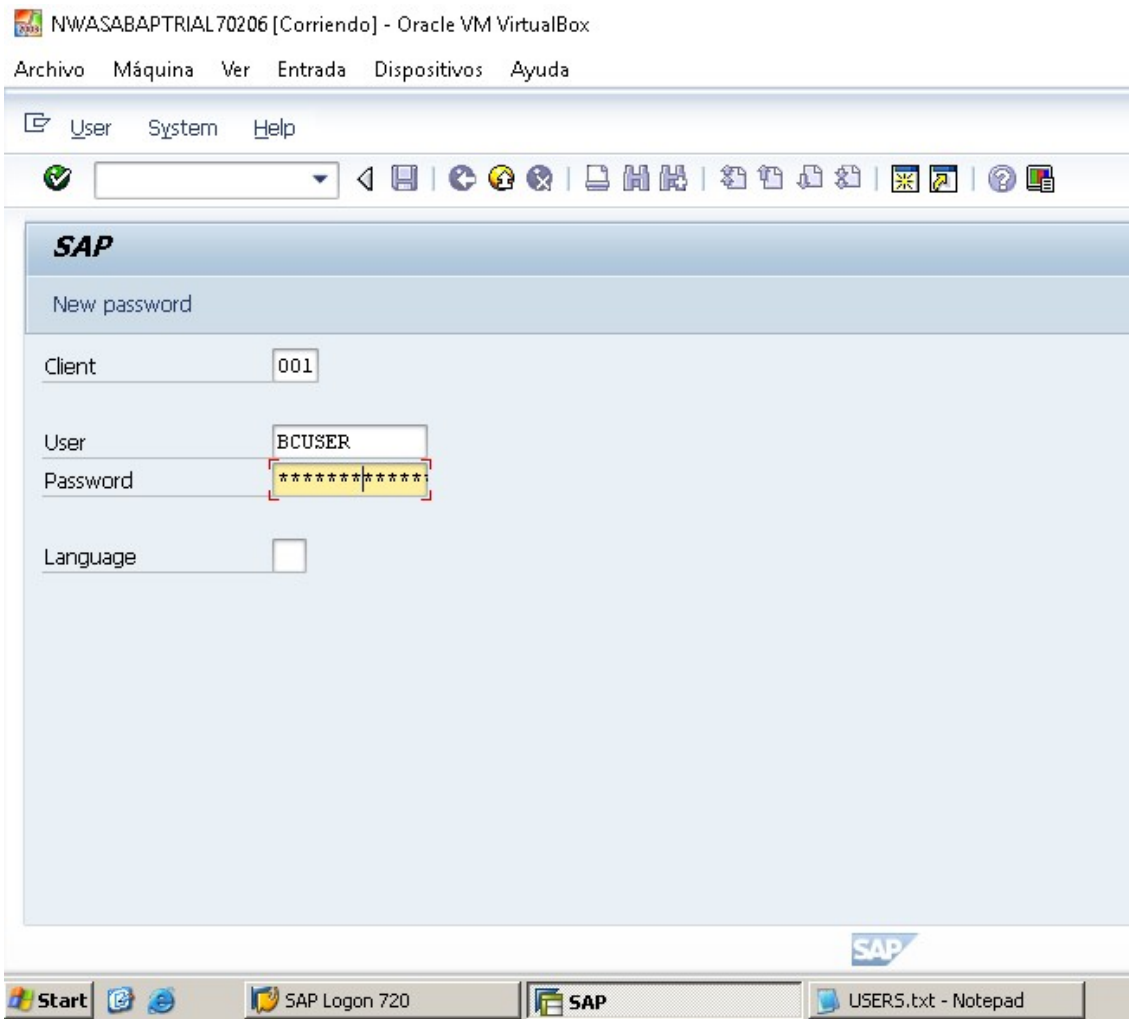 NWASABAPTRIAL70206 [Corriendo] - Oracle VM VirtualBox
Archivo Máquina Ver Entrada Dispositivos Ayuda
User System Help
SAP
New password
Client 001
User BCUSER
Password *************
Language
SAP
Start SAP Logon 720 SAP USERS.txt - Notepad